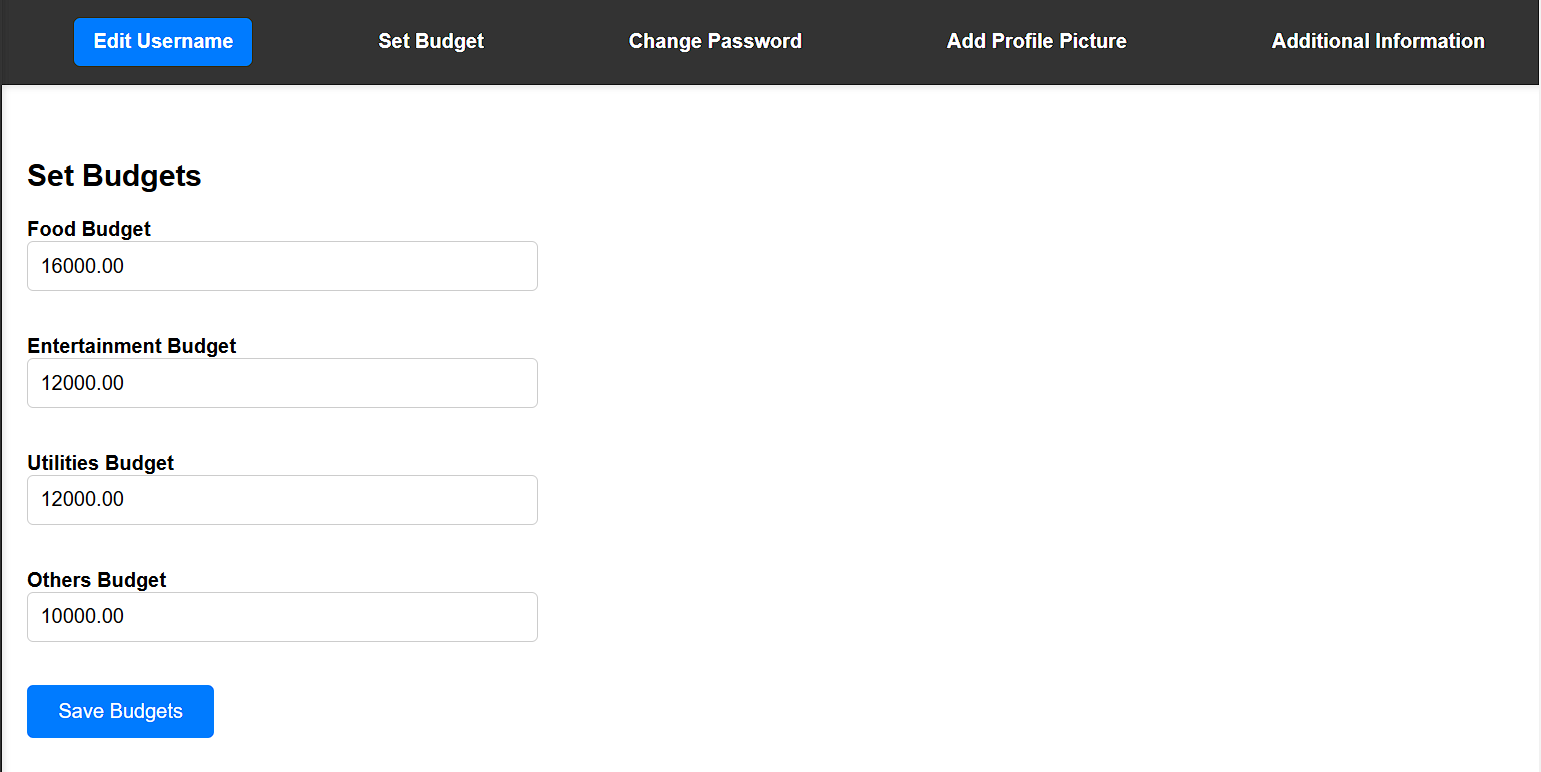 Edit Username Set Budget Change Password Add Profile Picture Additional Information
Set Budgets
Food Budget
16000.00
Entertainment Budget
12000.00
Utilities Budget
12000.00
Others Budget
10000.00
Save Budgets